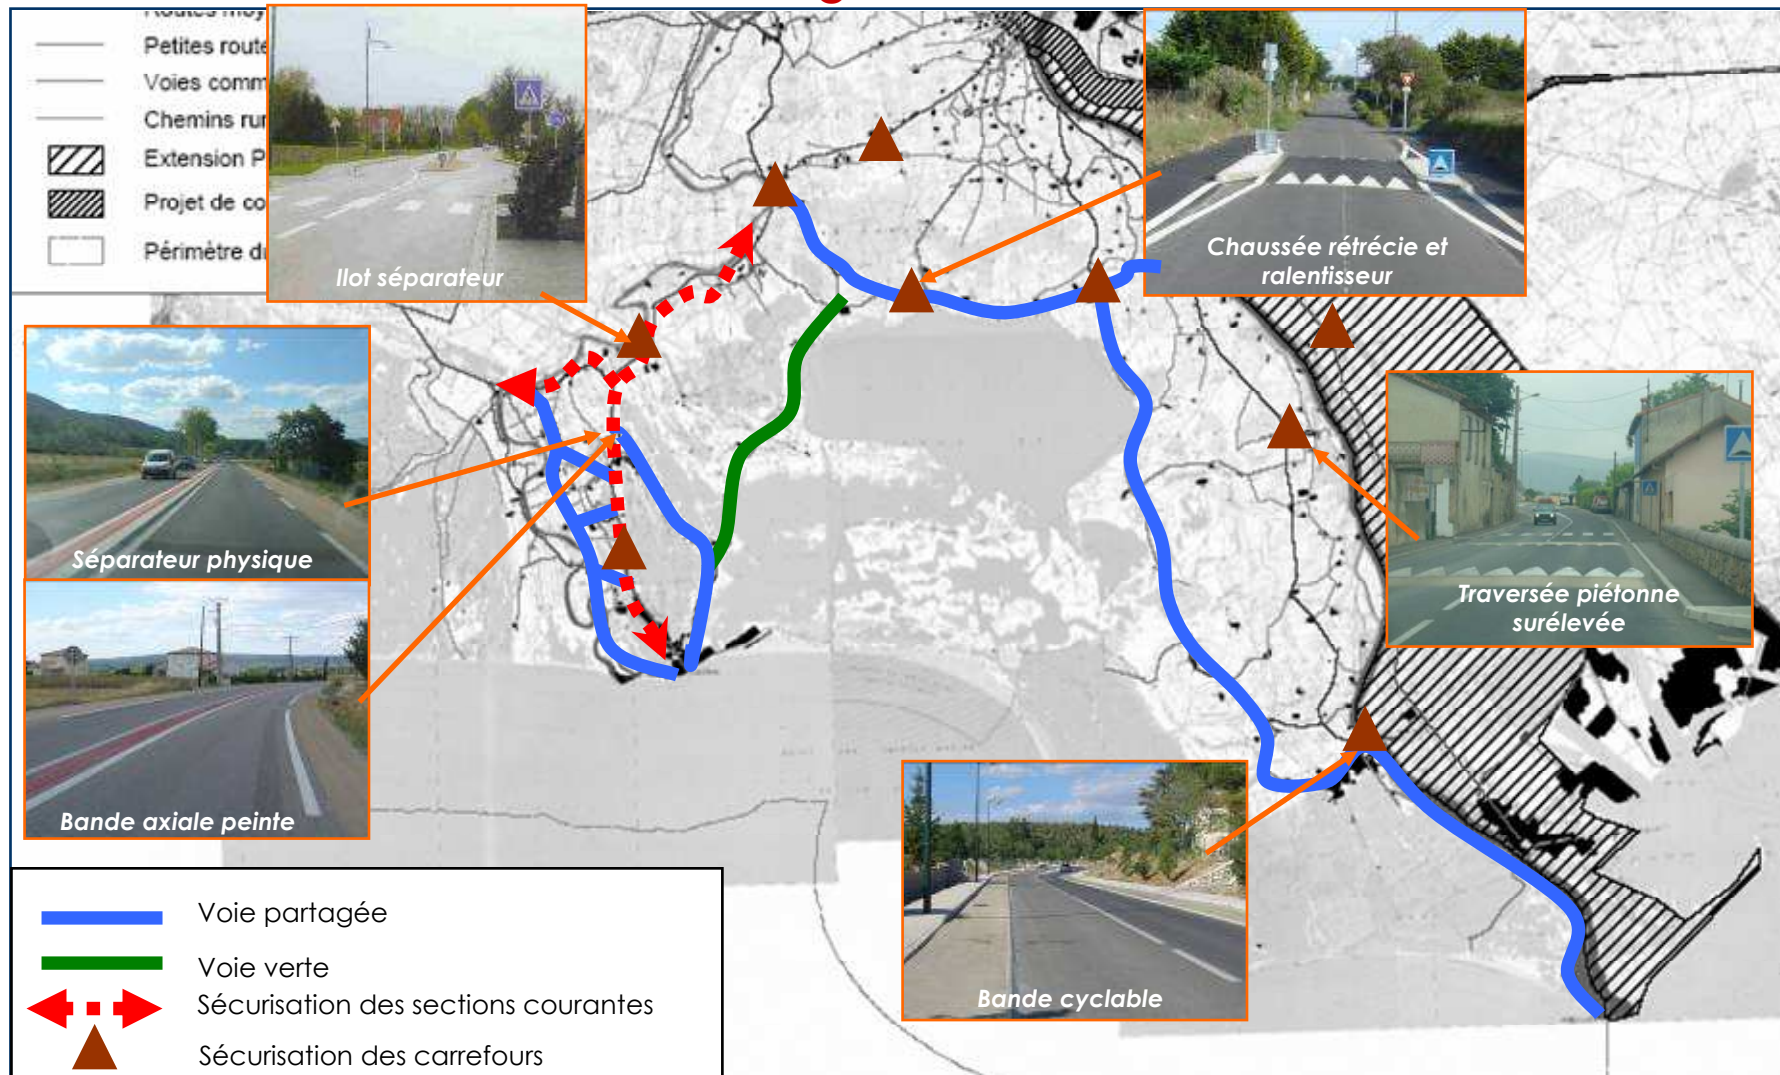 Petites route
Voies comm
Chemins rur
Extension P
Projet de co
Périmètre d
Ilot séparateur
Chaussée rétrécie et
ralentisseur
Séparateur physique
Traversée piétonne
surélevée
Bande axiale peinte
Bande cyclable
Voie partagée
Voie verte
Sécurisation des sections courantes
Sécurisation des carrefours